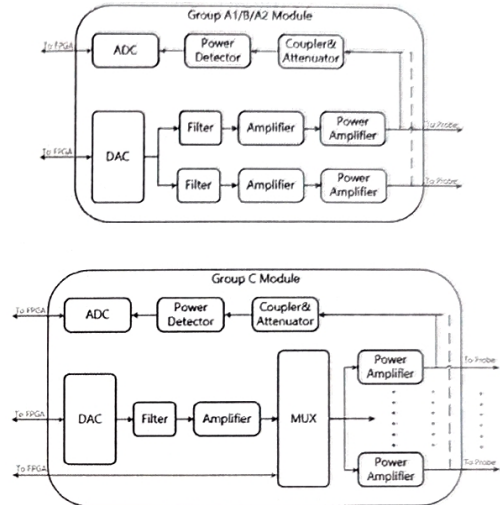 Group A1/B/A2 Module
To FPGA
ADC
Power
Detector
Coupler&
Attenuator
Filter
Amplifier
Power
Amplifier
To Probe
To FPGA
DAC
Filter
Amplifier
Power
Amplifier
To Probe
Group C Module
To FPGA
ADC
Power
Detector
Coupler&
Attenuator
Power
Amplifier
To Probe
To FPGA
DAC
Filter
Amplifier
MUX
To FPGA
Power
Amplifier
To Probe